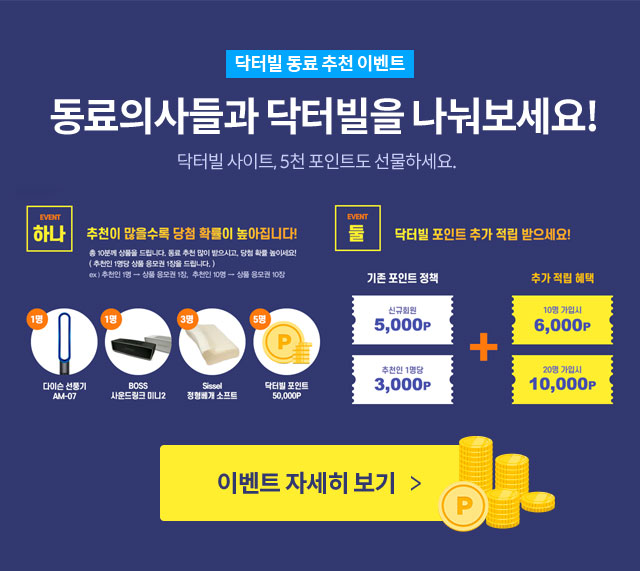 닥터빌 동료 추천 이벤트
동료의사들과 닥터빌을 나눠보세요!
닥터빌 사이트, 5천 포인트도 선물하세요.
EVENT
하나
추천이 많을수록 당첨 확률이 높아집니다!
총 10분께 상품을 드립니다. 동료 추천 많이 받으시고, 당첨 확률 높이세요!
( 추천인 1명당 상품 응모권 1장을 드립니다. )
ex ) 추천인 1명 → 상품 응모권 1장, 추천인 10명 → 상품 응모권 10장
1명
다이슨 선풍기
AM-07
1명
BOSS
사운드링크 미니2
3명
Sissel
정형베개 소프트
5명
P
닥터빌 포인트
50,000P
EVENT
둘
닥터빌 포인트 추가 적립 받으세요!
기존 포인트 정책
신규회원
5,000P
추천인 1명당
3,000P
+
추가 적립 혜택
10명 가입시
6,000P
20명 가입시
10,000P
이벤트 자세히 보기 >
P